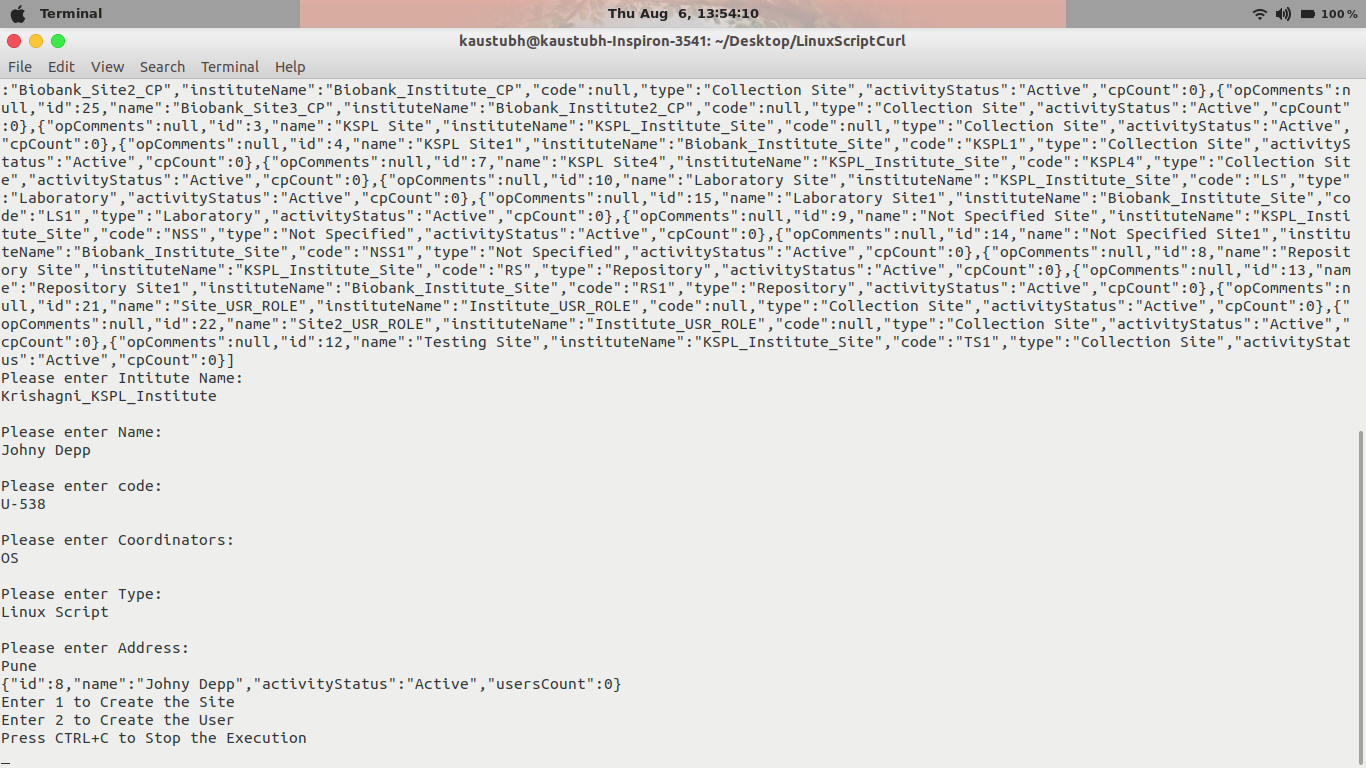 Terminal
Thu Aug 6, 13:54:10
100%
kaustubh@kaustubh-Inspiron-3541: ~/Desktop/LinuxScriptCurl
File Edit View Search Terminal Help
:"Biobank_Site2_CP","instituteName":"Biobank_Institute_CP","code":null,"type":"Collection Site","activityStatus":"Active","cpCount":0},{"opComments":n
ull,"id":25,"name":"Biobank_Site3_CP","instituteName":"Biobank_Institute2_CP","code":null,"type":"Collection Site","activityStatus":"Active","cpCount"
:0},{"opComments":null,"id":3,"name":"KSPL Site","instituteName":"KSPL_Institute_Site","code":null,"type":"Collection Site","activityStatus":"Active",
"cpCount":0},{"opComments":null,"id":4,"name":"KSPL Site1","instituteName":"Biobank_Institute_Site","code":"KSPL1","type":"Collection Site","activityS
tatus":"Active","cpCount":0},{"opComments":null,"id":7,"name":"KSPL Site4","instituteName":"KSPL_Institute_Site","code":"KSPL4","type":"Collection Sit
e","activityStatus":"Active","cpCount":0},{"opComments":null,"id":10,"name":"Laboratory Site","instituteName":"KSPL_Institute_Site","code":"LS","type"
:"Laboratory","activityStatus":"Active","cpCount":0},{"opComments":null,"id":15,"name":"Laboratory Site1","instituteName":"Biobank_Institute_Site","co
de":"LS1","type":"Laboratory","activityStatus":"Active","cpCount":0},{"opComments":null,"id":9,"name":"Not Specified Site","instituteName":"KSPL_Insti
tute_Site","code":"NSS","type":"Not Specified","activityStatus":"Active","cpCount":0},{"opComments":null,"id":14,"name":"Not Specified Site1","institu
teName":"Biobank_Institute_Site","code":"NSS1","type":"Not Specified","activityStatus":"Active","cpCount":0},{"opComments":null,"id":8,"name":"Reposit
ory Site","instituteName":"KSPL_Institute_Site","code":"RS","type":"Repository","activityStatus":"Active","cpCount":0},{"opComments":null,"id":13,"nam
e":"Repository Site1","instituteName":"Biobank_Institute_Site","code":"RS1","type":"Repository","activityStatus":"Active","cpCount":0},{"opComments":n
ull,"id":21,"name":"Site_USR_ROLE","instituteName":"Institute_USR_ROLE","code":null,"type":"Collection Site","activityStatus":"Active","cpCount":0},{"
opComments":null,"id":22,"name":"Site2_USR_ROLE","instituteName":"Institute_USR_ROLE","code":null,"type":"Collection Site","activityStatus":"Active","
cpCount":0},{"opComments":null,"id":12,"name":"Testing Site","instituteName":"KSPL_Institute_Site","code":"TS1","type":"Collection Site","activityStat
us":"Active","cpCount":0}]
Please enter Intitute Name:
Krishagni_KSPL_Institute
Please enter Name:
Johny Depp
Please enter code:
U-538
Please enter Coordinators:
OS
Please enter Type:
Linux Script
Please enter Address:
Pune
{"id":8,"name":"Johny Depp","activityStatus":"Active","usersCount":0}
Enter 1 to Create the Site
Enter 2 to Create the User
Press CTRL+C to Stop the Execution